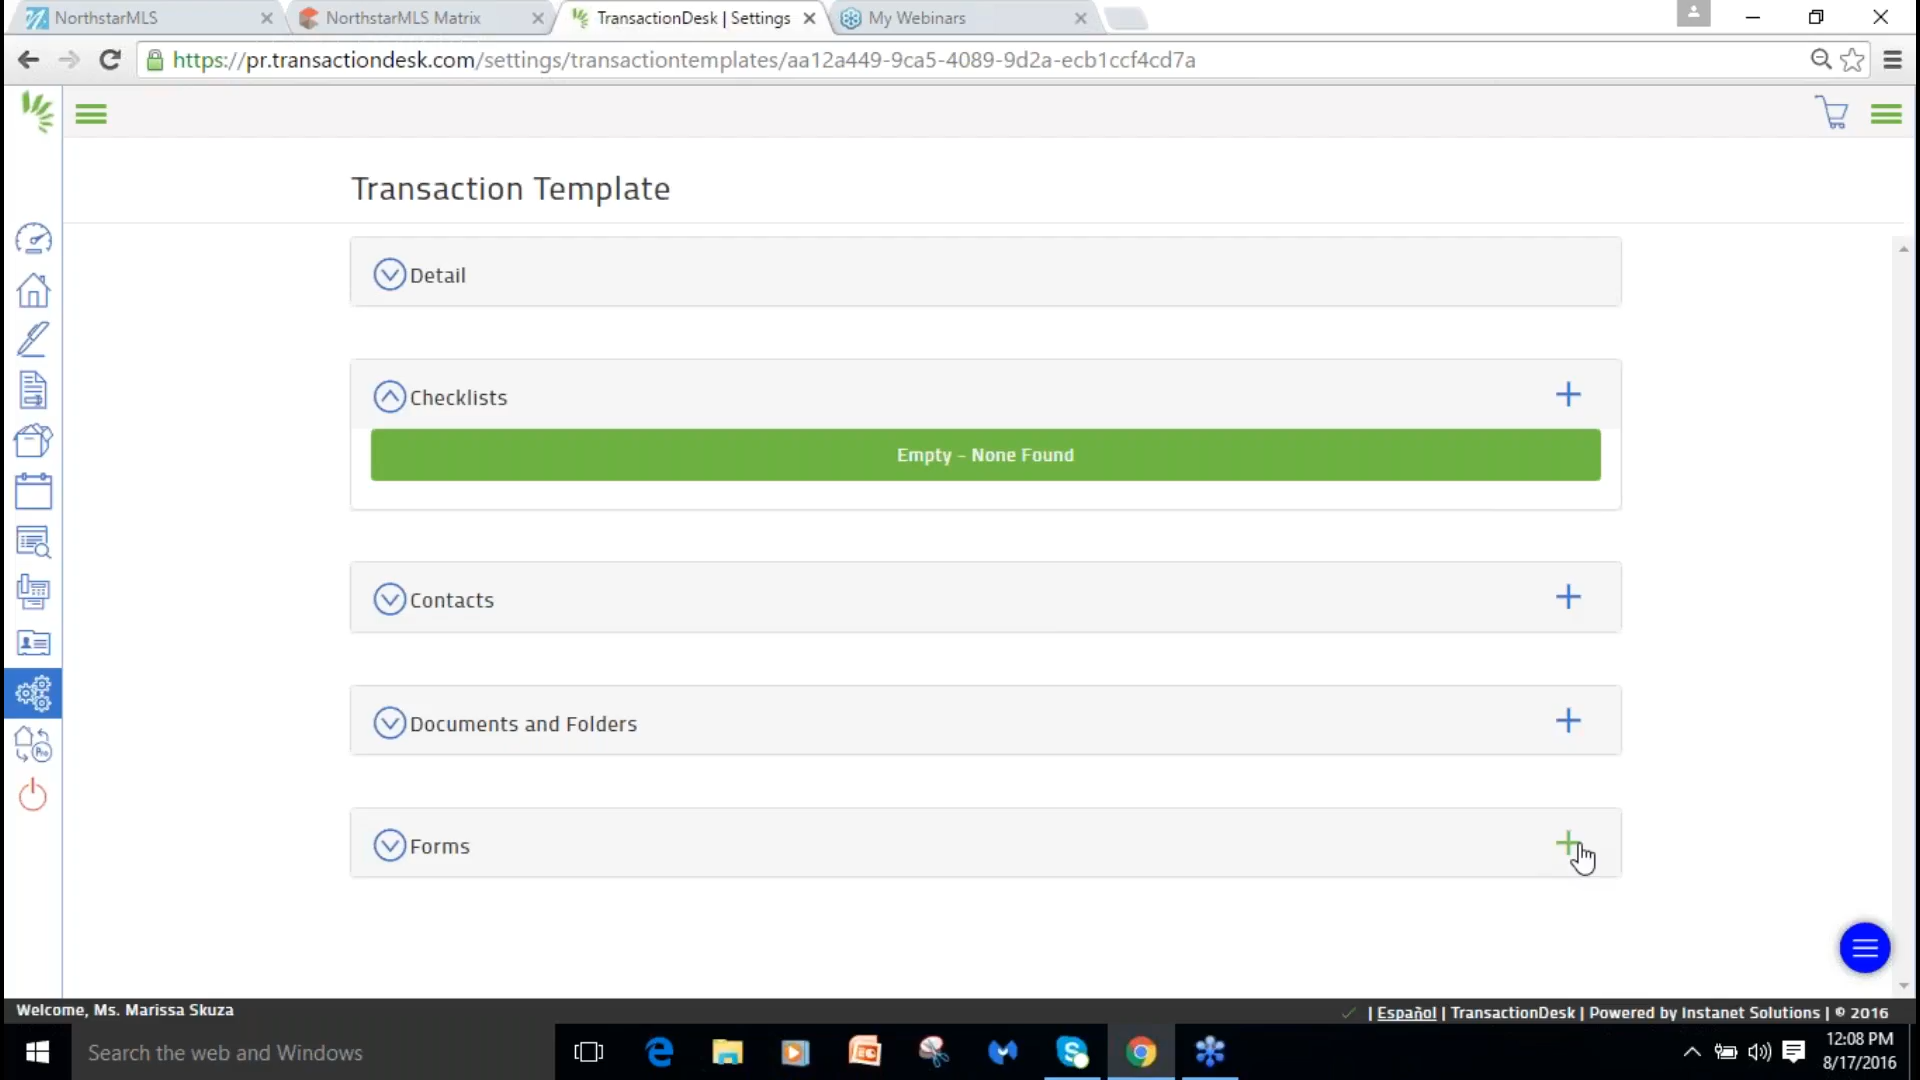 NorthstarMLS
NorthstarMLS Matrix
TransactionDesk | Settings
My Webinars
https://pr.transactiondesk.com/settings/transactiontemplates/aa12a449-9ca5-4089-9d2a-ecb1ccf4cd7a
Transaction Template
Detail
Checklists
Empty - None Found
Contacts
Documents and Folders
Forms
Welcome, Ms. Marissa Skuza
| Español | TransactionDesk | Powered by Instanet Solutions | © 2016
Search the web and Windows
12:08 PM
8/17/2016